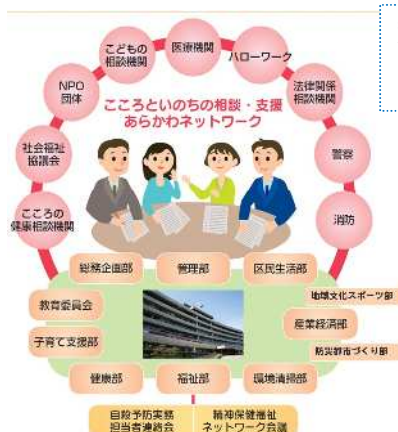 こどもの
相談機関
医療機関
ハローワーク
NPO
団体
法律関係
相談機関
こころといのちの相談・支援
あらかわネットワーク
社会福祉
協議会
警察
こころの
健康相談機関
消防
総務企画部
管理部
区民生活部
教育委員会
地域文化スポーツ部
産業経済部
子育て支援部
防災都市づくり部
健康部
福祉部
環境清掃部
自殺予防実務
担当者連絡会
精神保健福祉
ネットワーク会議